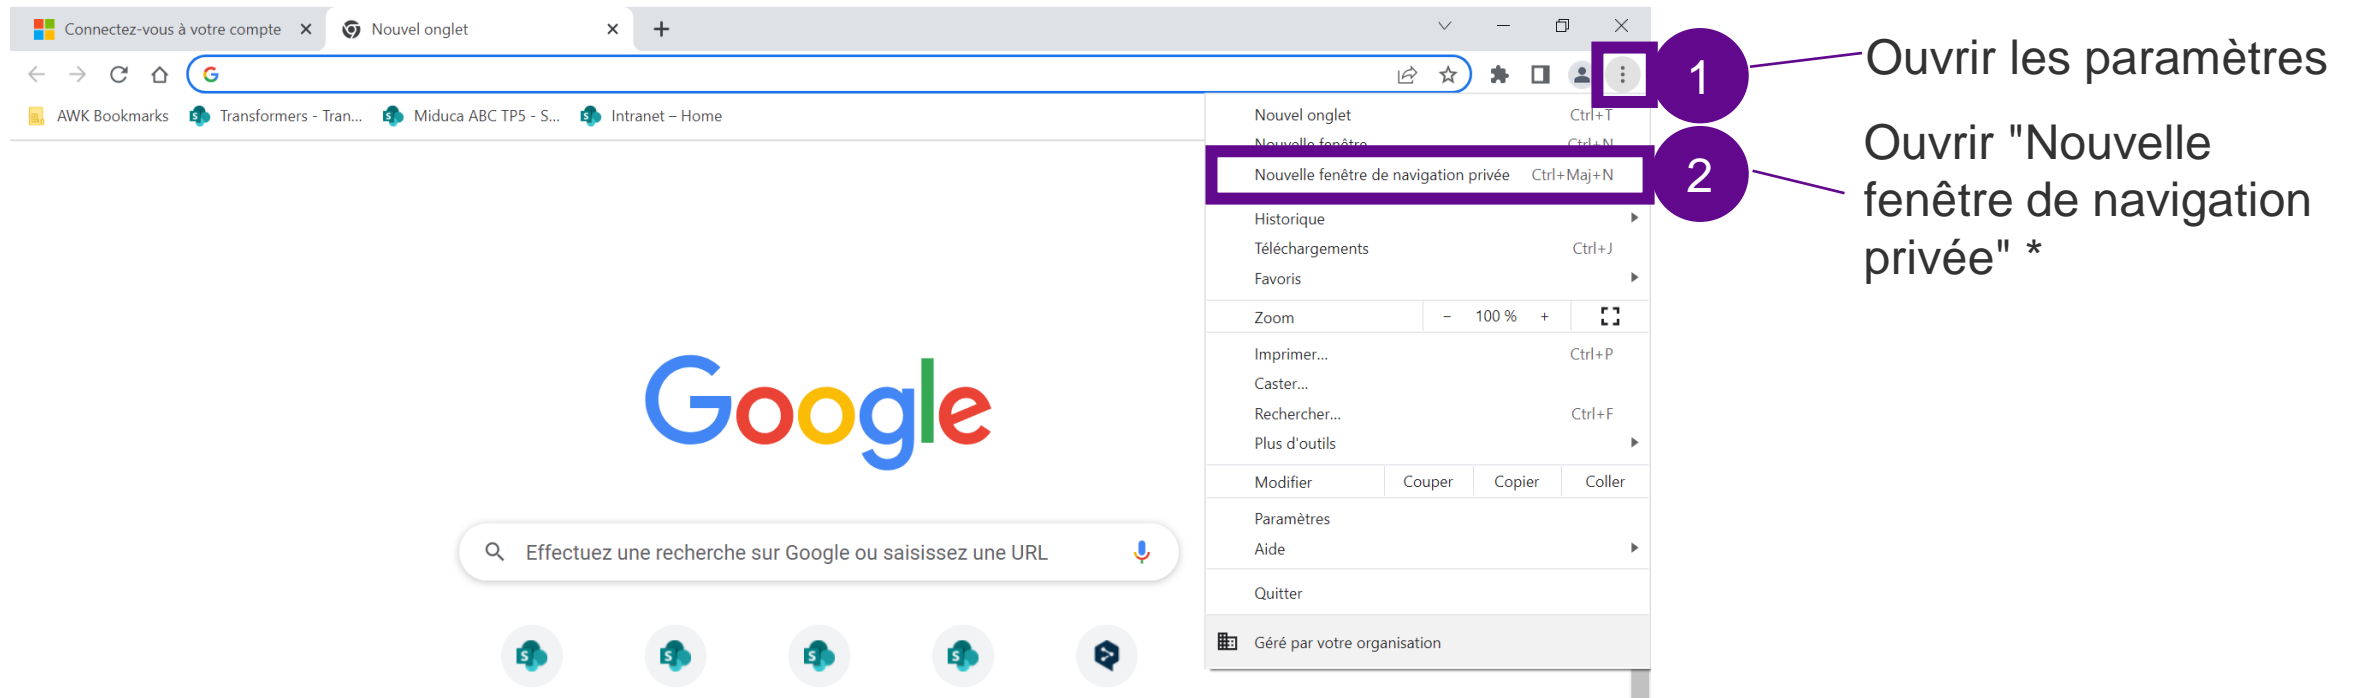 Connectez-vous à votre compte
Nouvel onglet
AWK Bookmarks
Transformers - Tran...
Miduca ABC TP5 - S...
Intranet – Home
Nouvel onglet Ctrl+T
Nouvelle fenêtre Ctrl+N
Nouvelle fenêtre de navigation privée Ctrl+Maj+N
Historique
Téléchargements Ctrl+J
Favoris
Zoom - 100 % +
Imprimer... Ctrl+P
Caster...
Rechercher... Ctrl+F
Plus d'outils
Modifier Couper Copier Coller
Paramètres
Aide
Quitter
Géré par votre organisation
Google
Effectuez une recherche sur Google ou saisissez une URL
1
Ouvrir les paramètres
2
Ouvrir "Nouvelle
fenêtre de navigation
privée" *